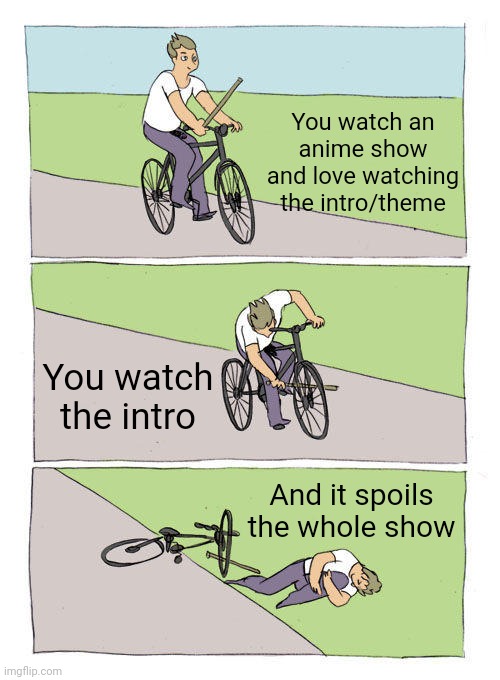 You watch an
anime show
and love watching
the intro/theme
You watch
the intro
And it spoils
the whole show
imgflip.com